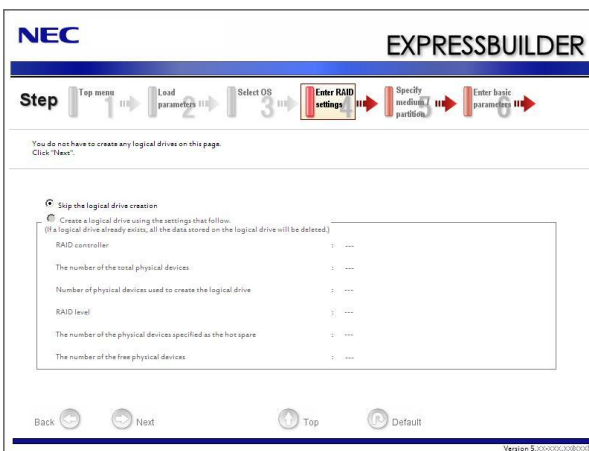 NEC
EXPRESSBUILDER
Step
Top menu 1
Load parameters 2
Select OS 3
Enter RAID settings 4
Specify medium / partition 5
Enter basic parameters 6
You do not have to create any logical drives on this page.
Click "Next".
Skip the logical drive creation
Create a logical drive using the settings that follow.
(If a logical drive already exists, all the data stored on the logical drive will be deleted.)
RAID controller : ---
The number of the total physical devices : ---
Number of physical devices used to create the logical drive : ---
RAID level : ---
The number of the physical devices specified as the hot spare : ---
The number of the free physical devices : ---
Back Next Top Default
Version